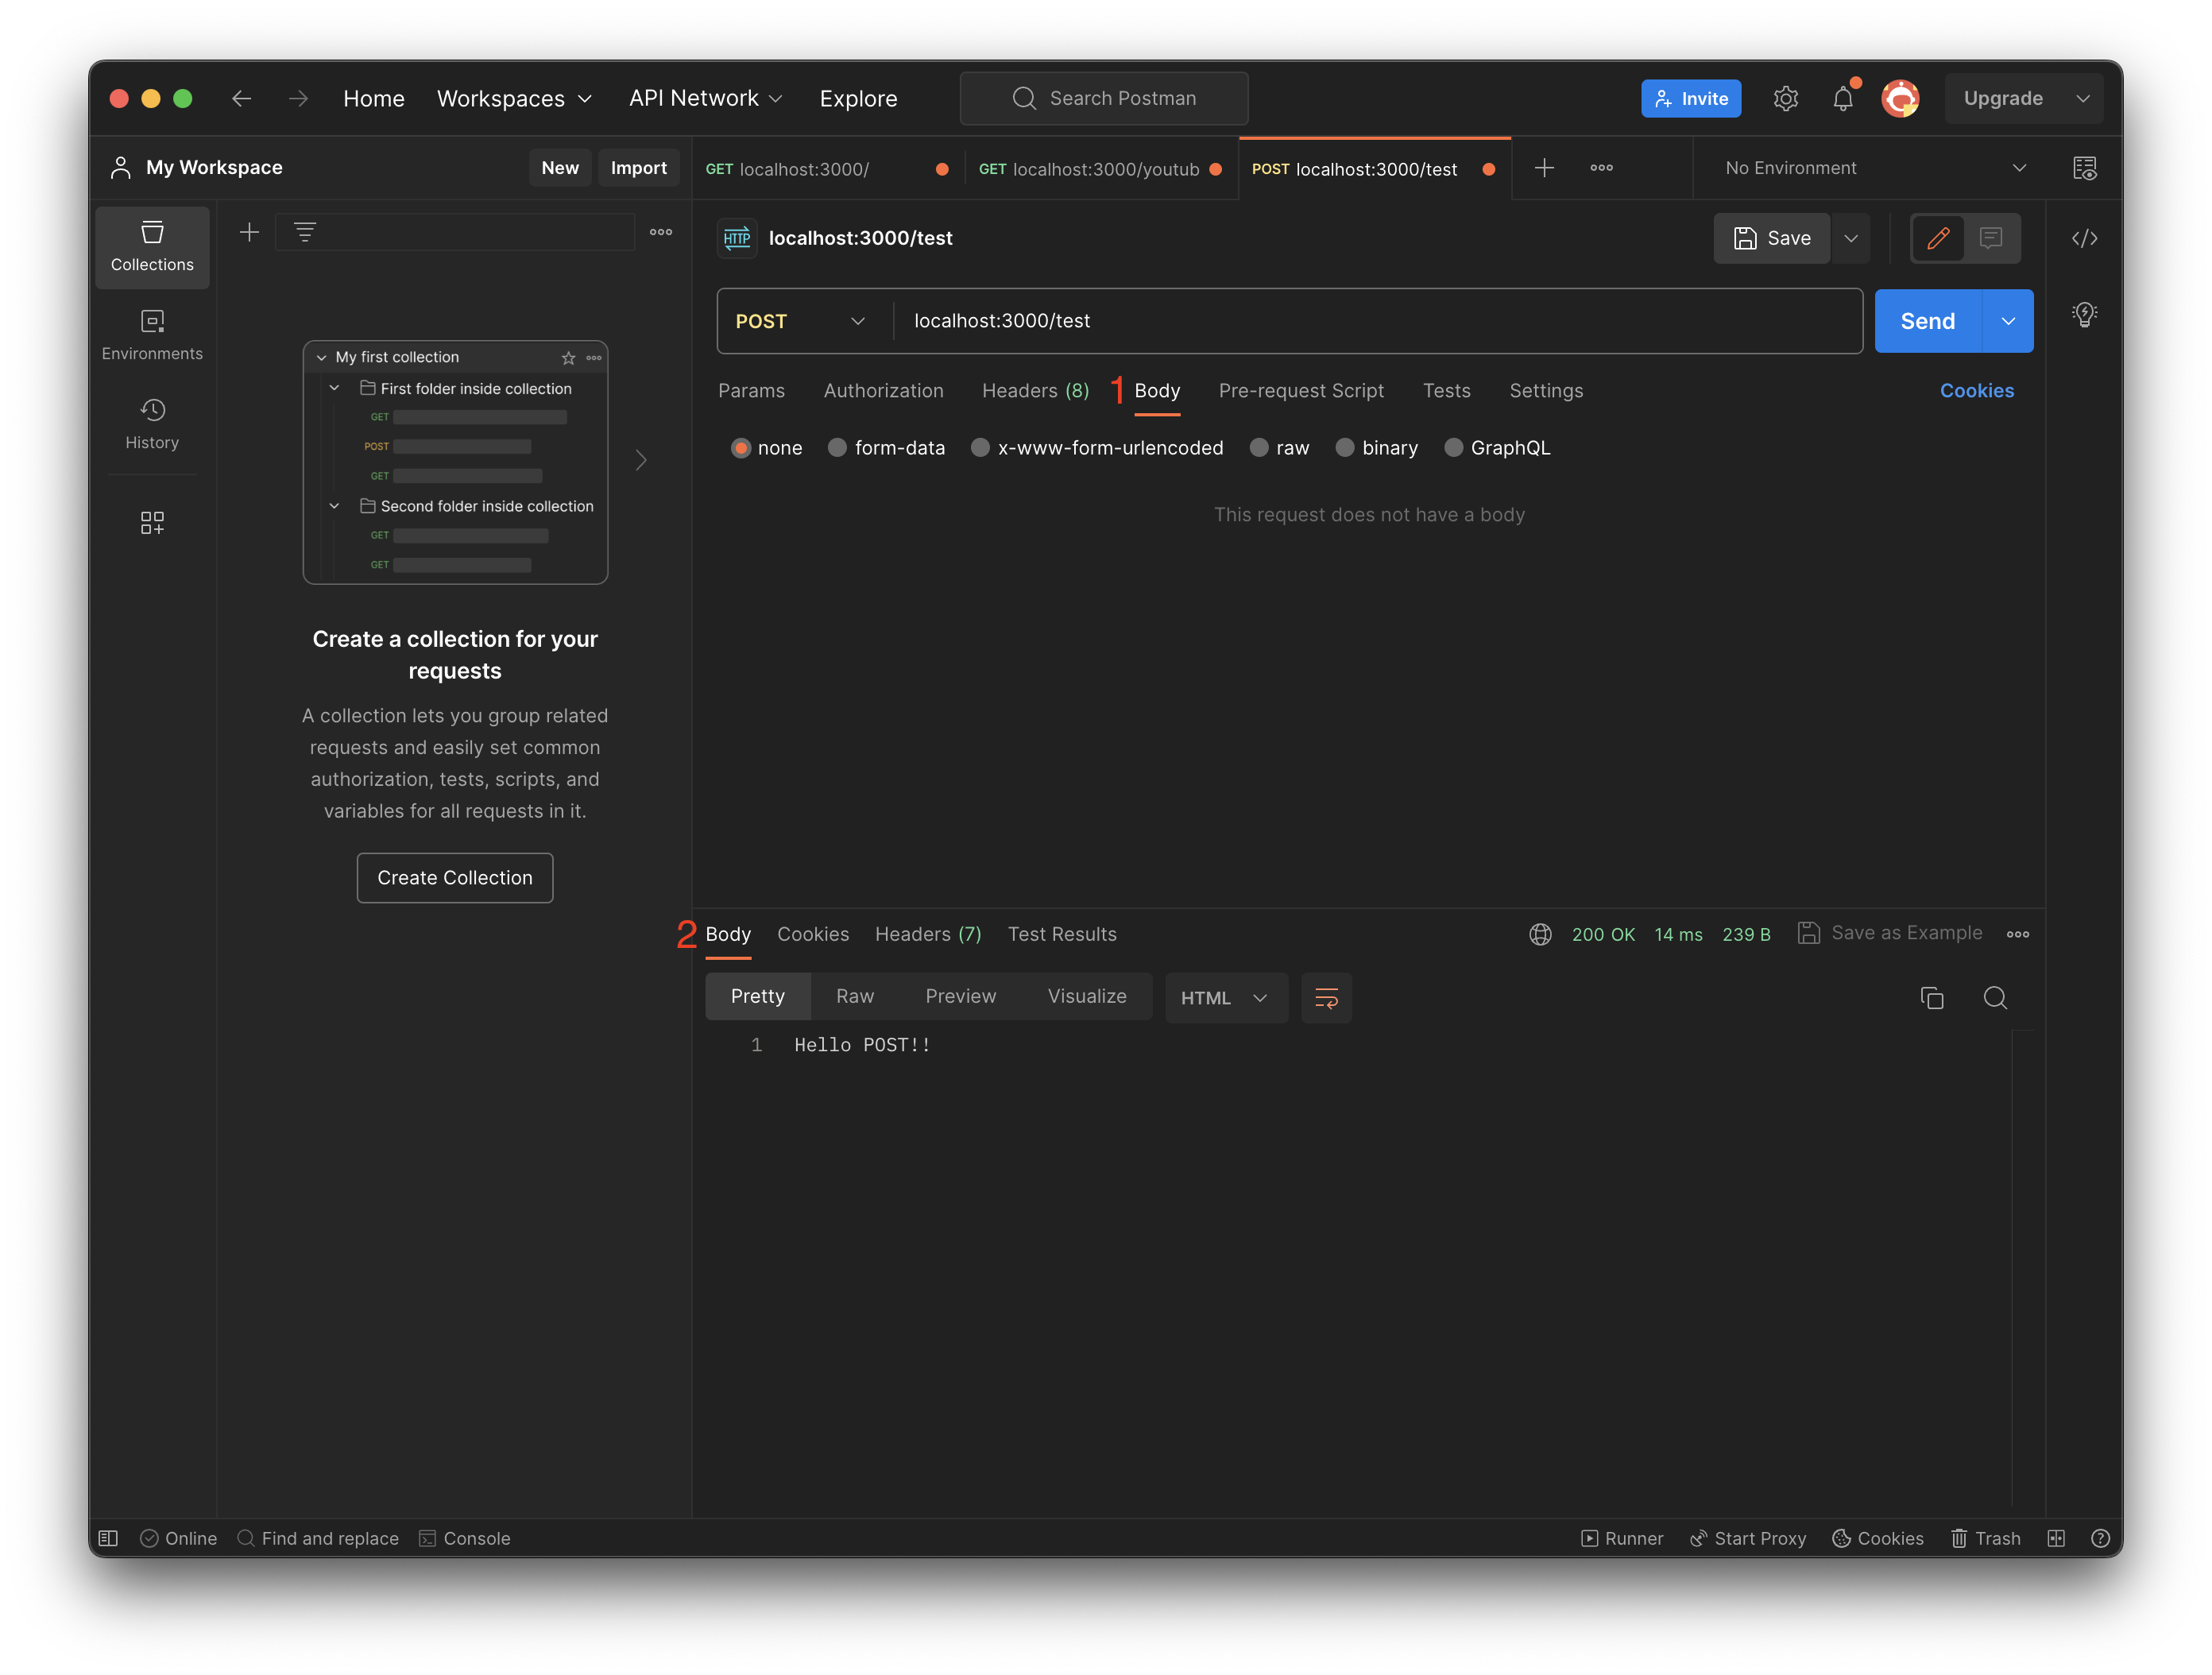 Home Workspaces API Network Explore Search Postman Invite Upgrade
My Workspace New Import
GET localhost:3000/ GET localhost:3000/youtub POST localhost:3000/test No Environment
Collections
Environments
History
My first collection
First folder inside collection
GET
POST
GET
Second folder inside collection
GET
GET
Create a collection for your
requests
A collection lets you group related
requests and easily set common
authorization, tests, scripts, and
variables for all requests in it.
Create Collection
HTTP localhost:3000/test Save
POST localhost:3000/test Send
Params Authorization Headers (8) 1 Body Pre-request Script Tests Settings Cookies
none form-data x-www-form-urlencoded raw binary GraphQL
This request does not have a body
2 Body Cookies Headers (7) Test Results 200 OK 14 ms 239 B Save as Example
Pretty Raw Preview Visualize HTML
1 Hello POST!!
Online Find and replace Console Runner Start Proxy Cookies Trash